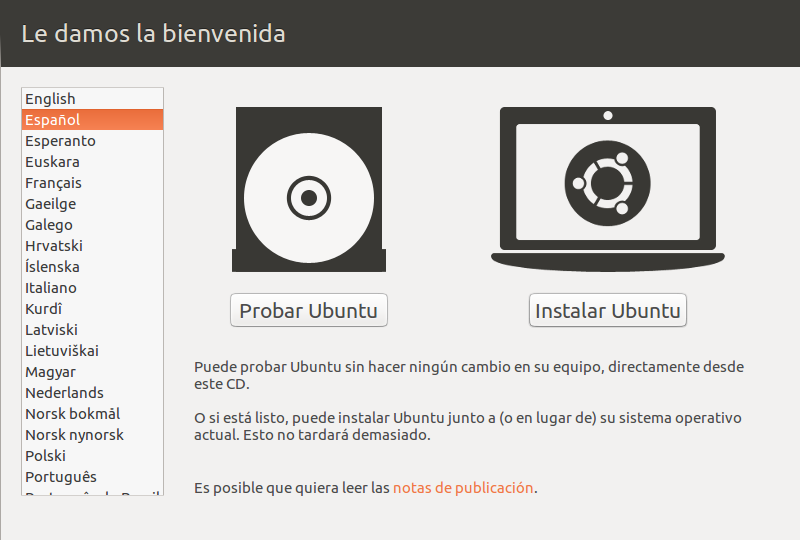 Le damos la bienvenida
English
Español
Esperanto
Euskara
Français
Gaeilge
Galego
Hrvatski
Íslenska
Italiano
Kurdî
Latviski
Lietuviškai
Magyar
Nederlands
Norsk bokmål
Norsk nynorsk
Polski
Português
Probar Ubuntu
Instalar Ubuntu
Puede probar Ubuntu sin hacer ningún cambio en su equipo, directamente desde
este CD.
O si está listo, puede instalar Ubuntu junto a (o en lugar de) su sistema operativo
actual. Esto no tardará demasiado.
Es posible que quiera leer las notas de publicación.